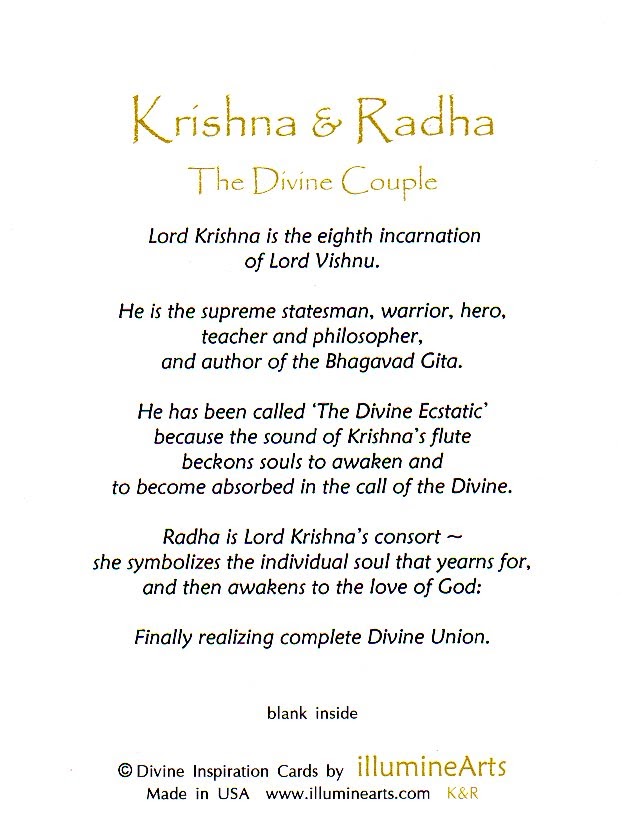 Krishna & Radha
The Divine Couple
Lord Krishna is the eighth incarnation
of Lord Vishnu.
He is the supreme statesman, warrior, hero,
teacher and philosopher,
and author of the Bhagavad Gita.
He has been called ‘The Divine Ecstatic’
because the sound of Krishna’s flute
beckons souls to awaken and
to become absorbed in the call of the Divine.
Radha is Lord Krishna’s consort ~
she symbolizes the individual soul that yearns for,
and then awakens to the love of God:
Finally realizing complete Divine Union.
blank inside
© Divine Inspiration Cards by illumineArts
Made in USA www.illuminearts.com K&R